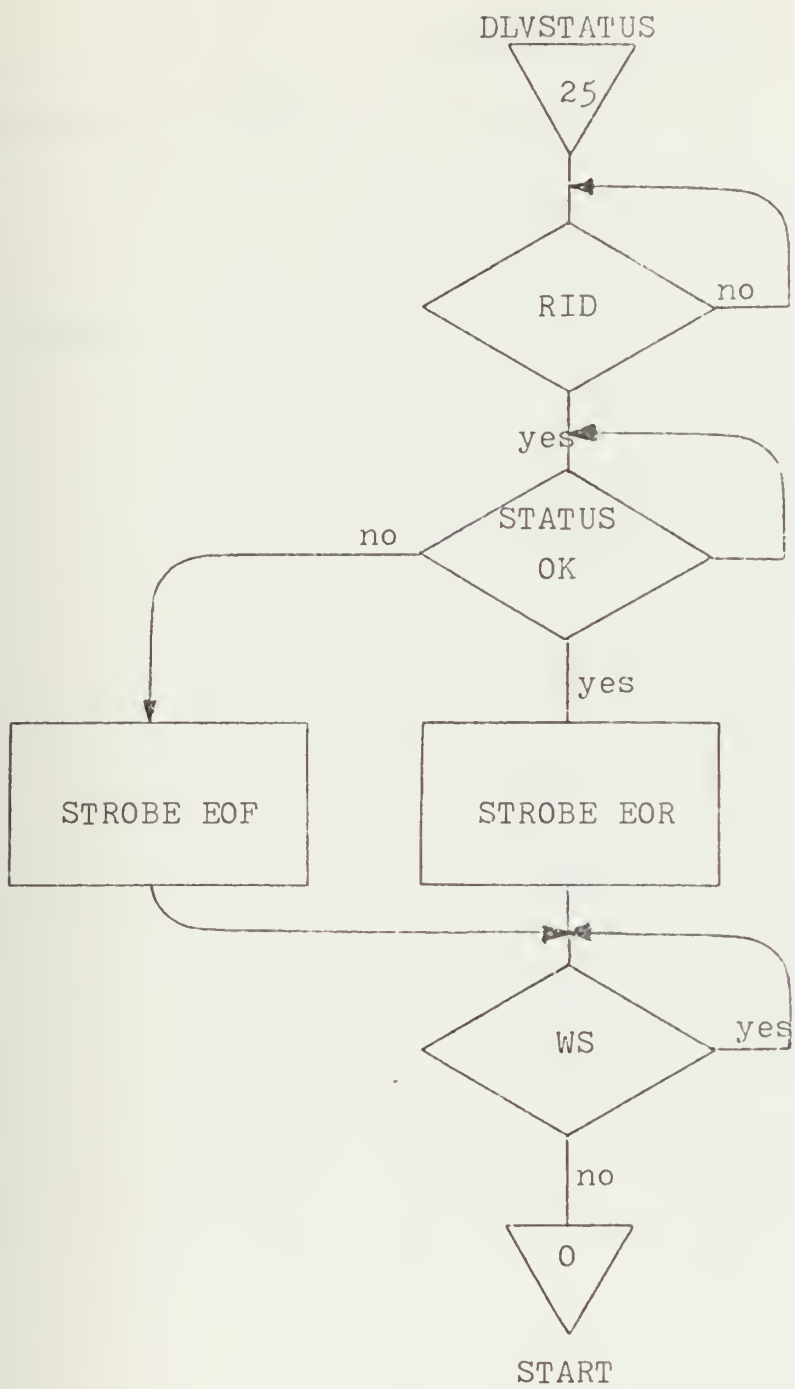 DLVSTATUS
25
RID
no
yes
STATUS
OK
no
yes
STROBE EOF
STROBE EOR
WS
yes
no
0
START